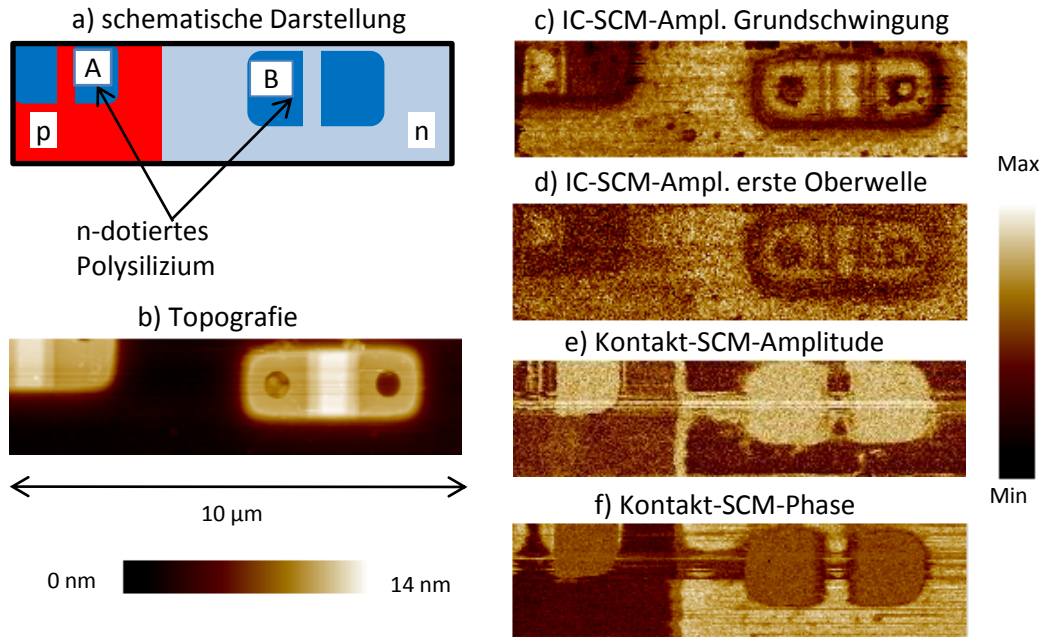 a) schematische Darstellung
A
B
p
n
n-dotiertes
Polysilizium
b) Topografie
10 µm
0 nm
14 nm
c) IC-SCM-Ampl. Grundschwingung
d) IC-SCM-Ampl. erste Oberwelle
e) Kontakt-SCM-Amplitude
f) Kontakt-SCM-Phase
Max
Min